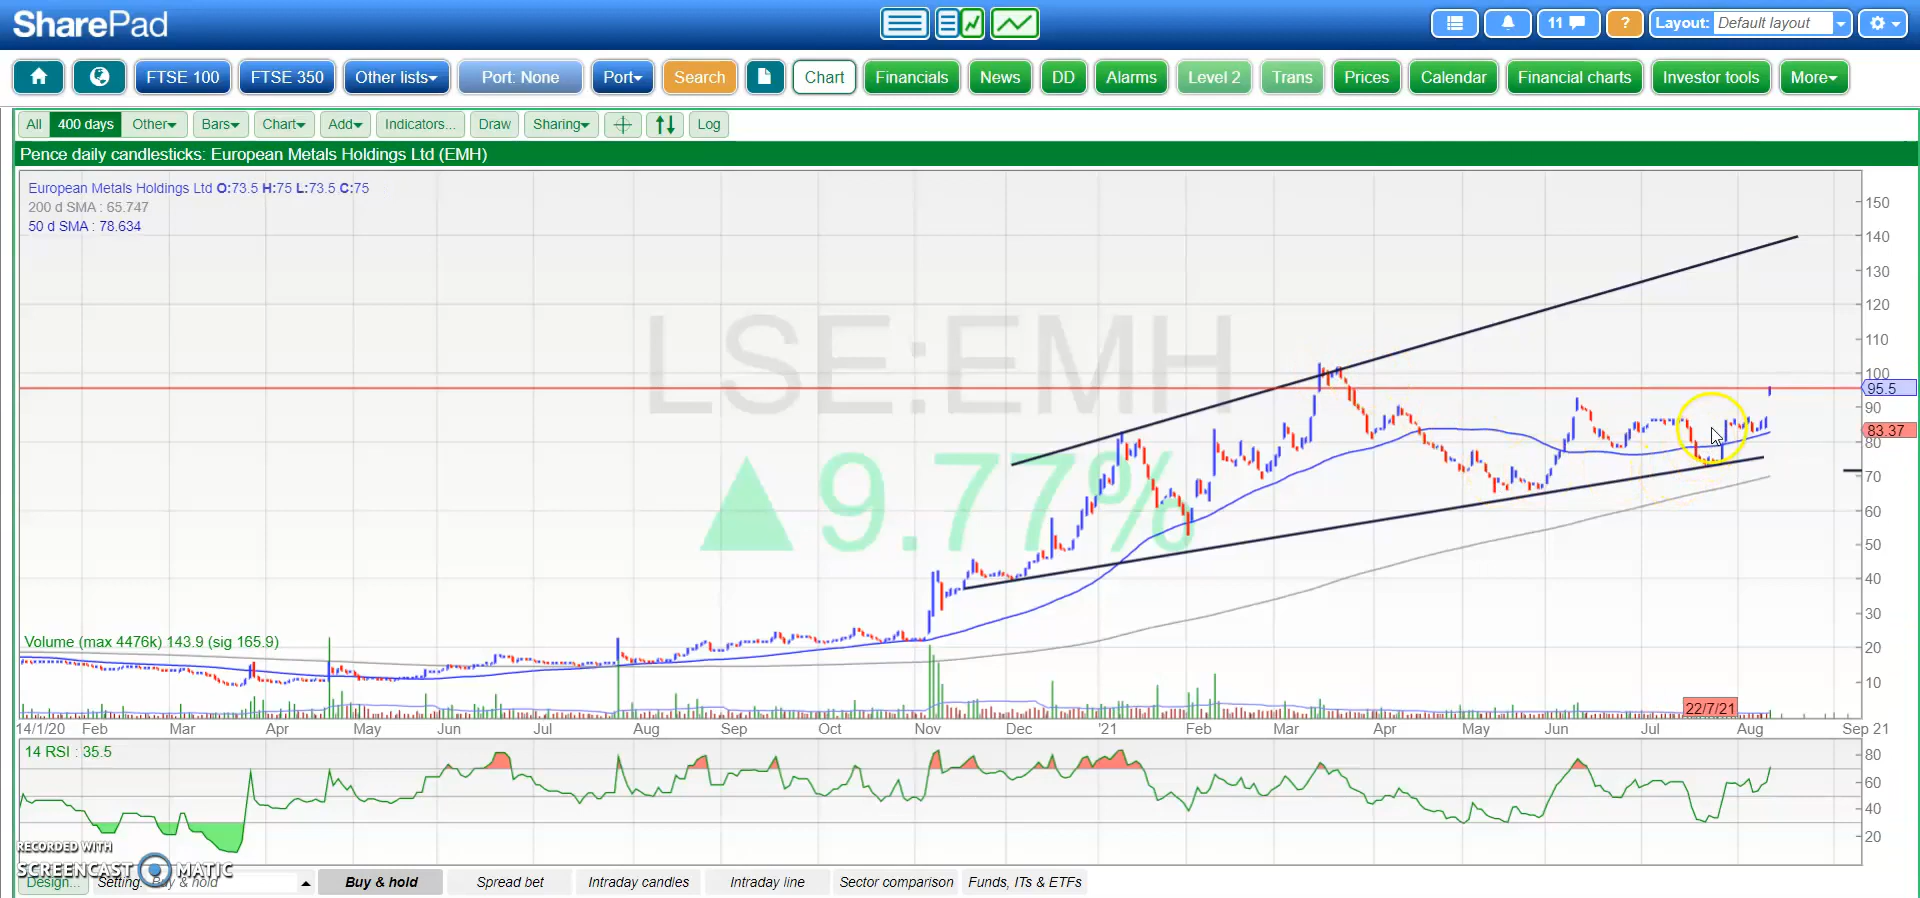 SharePad
11
?
Layout: Default layout
FTSE 100 FTSE 350 Other lists Port: None Port Search Chart Financials News DD Alarms Level 2 Trans Prices Calendar Financial charts Investor tools More
All 400 days Other Bars Chart Add Indicators... Draw Sharing Log
Pence daily candlesticks: European Metals Holdings Ltd (EMH)
European Metals Holdings Ltd O:73.5 H:75 L:73.5 C:75
200 d SMA : 65.747
50 d SMA : 78.634
LSE:EMH
9.77%
150
140
130
120
110
100
95.5
90
83.37
80
70
60
50
40
30
20
10
Volume (max 4476k) 143.9 (sig 165.9)
22/7/21
14/1/20 Feb Mar Apr May Jun Jul Aug Sep Oct Nov Dec '21 Feb Mar Apr May Jun Jul Aug Sep 21
14 RSI : 35.5
80
60
40
20
RECORDED WITH
SCREENCAST MATIC
Design... Setting: Buy & hold Buy & hold Spread bet Intraday candles Intraday line Sector comparison Funds, ITs & ETFs